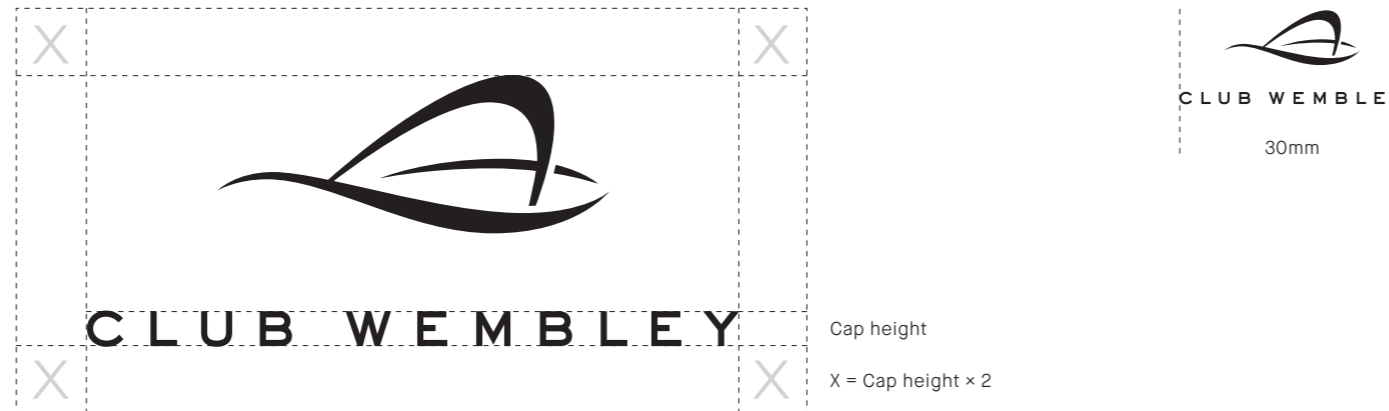 X X
CLUB WEMBLEY
Cap height
X X
X = Cap height × 2
CLUB WEMBLE
30mm